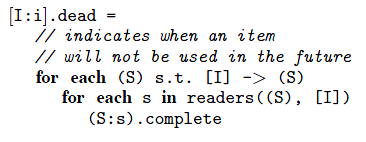 [I:i].dead =
// indicates when an item
// will not be used in the future
for each (S) s.t. [I] -> (S)
for each s in readers((S), [I])
(S:s).complete